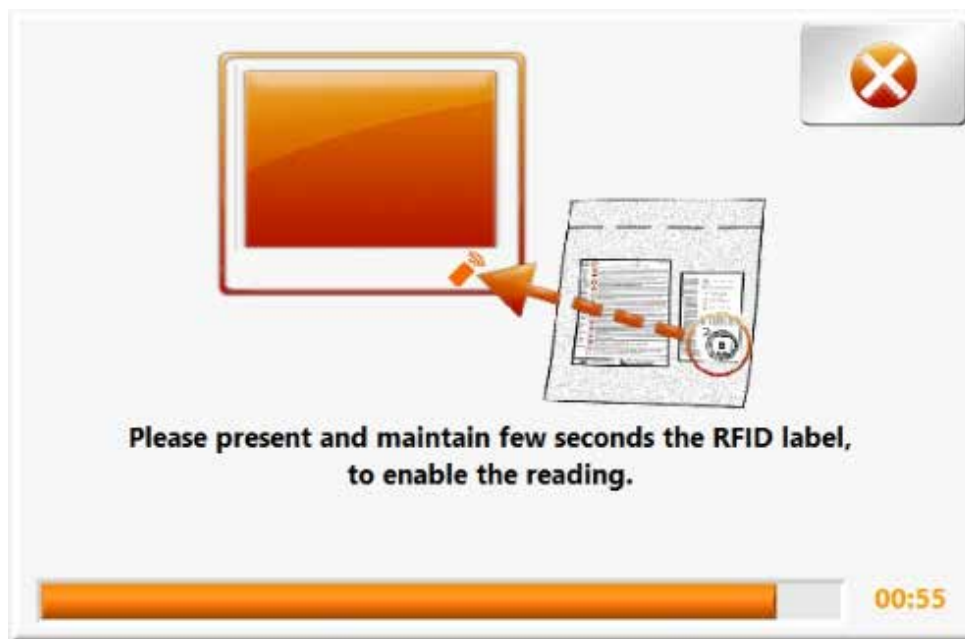 Please present and maintain few seconds the RFID label,
to enable the reading.
00:55